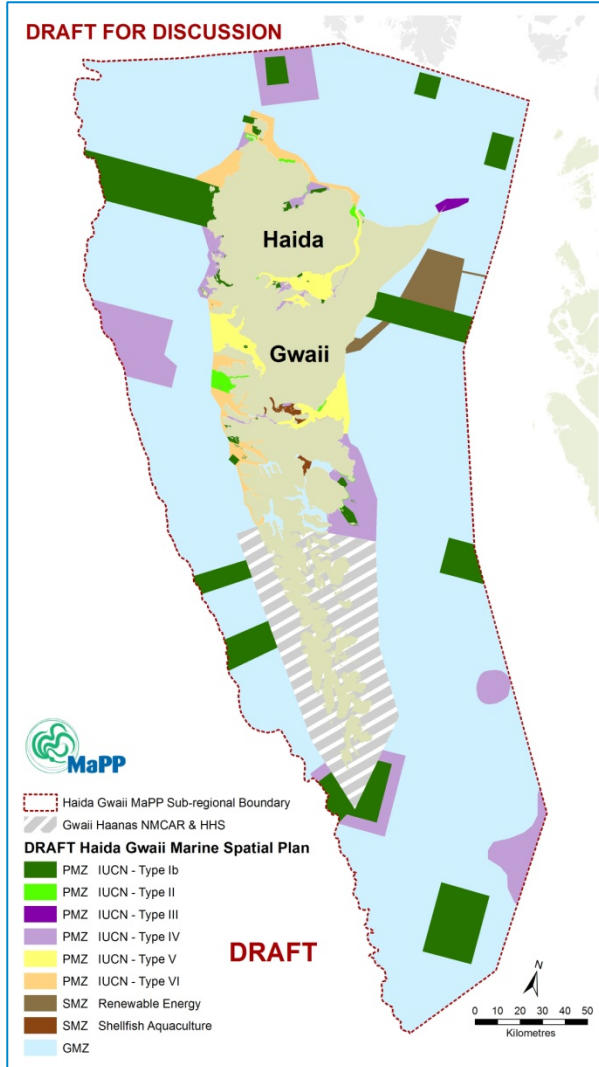 DRAFT FOR DISCUSSION
Haida
Gwaii
MaPP
Haida Gwaii MaPP Sub-regional Boundary
Gwaii Haanas NMCAR & HHS
DRAFT Haida Gwaii Marine Spatial Plan
PMZ IUCN - Type Ib
PMZ IUCN - Type II
PMZ IUCN - Type III
PMZ IUCN - Type IV
PMZ IUCN - Type V
PMZ IUCN - Type VI
SMZ Renewable Energy
SMZ Shellfish Aquaculture
GMZ
DRAFT
N
0 10 20 30 40 50
Kilometres